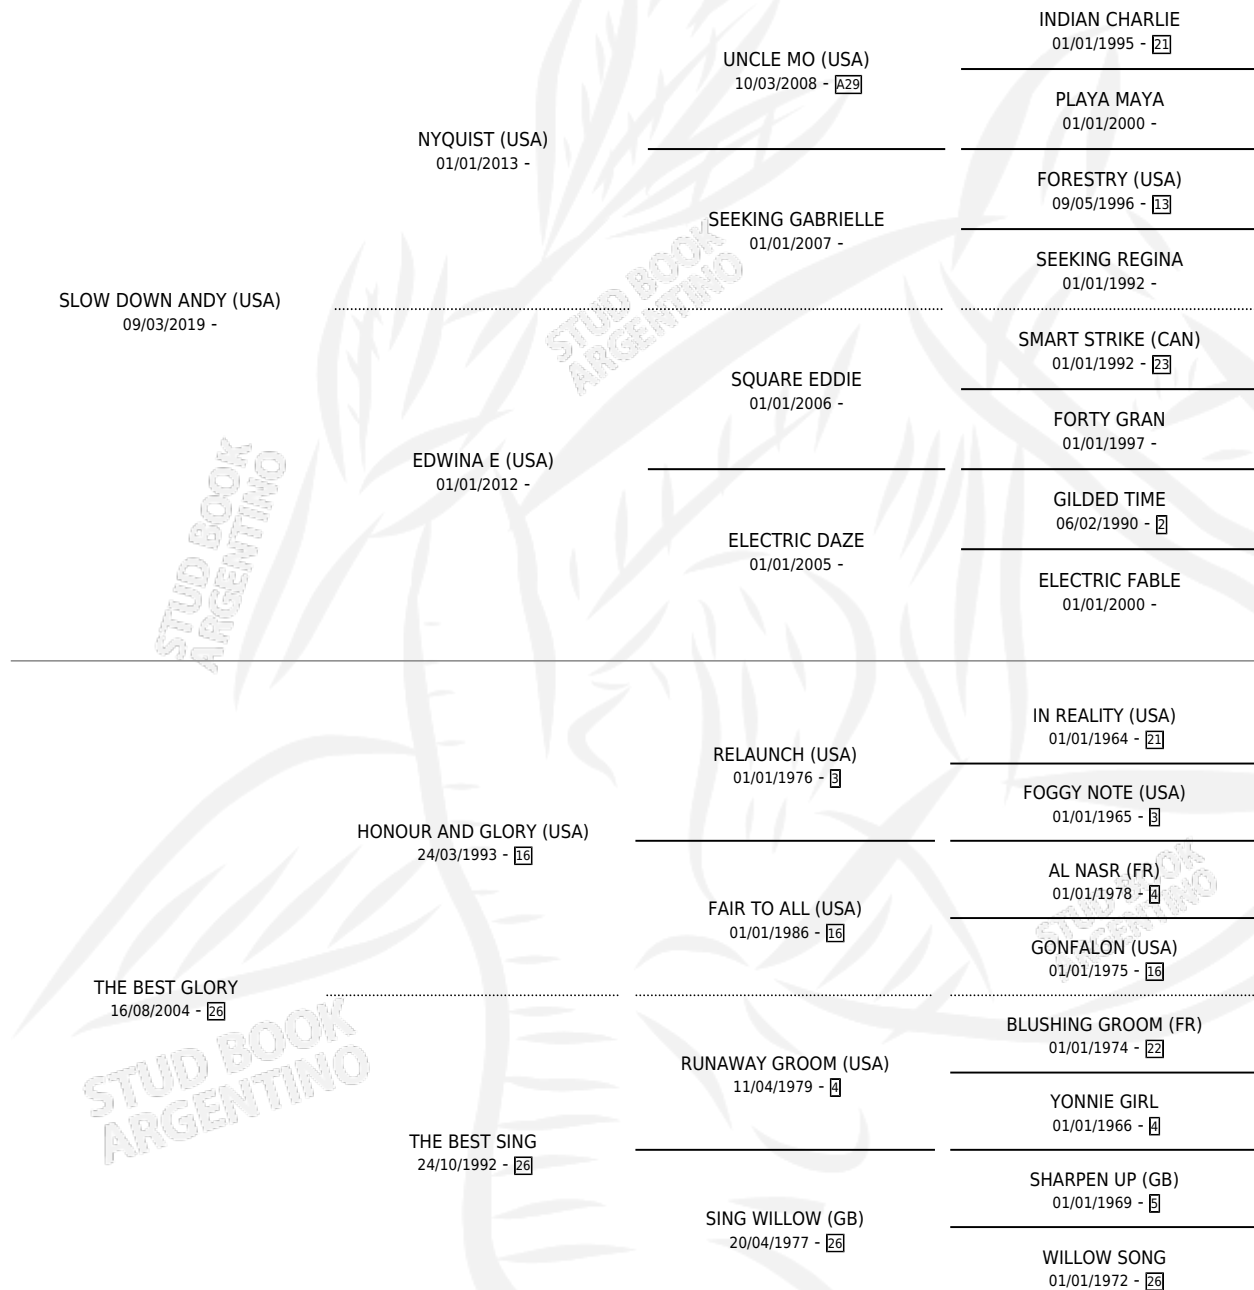 INDIAN CHARLIE
01/01/1995 - 21
UNCLE MO (USA)
10/03/2008 - A29
PLAYA MAYA
01/01/2000 -
NYQUIST (USA)
01/01/2013 -
FORESTRY (USA)
09/05/1996 - 13
SEEKING GABRIELLE
01/01/2007 -
SEEKING REGINA
01/01/1992 -
SLOW DOWN ANDY (USA)
09/03/2019 -
STUD BOOK
ARGENTINO
SMART STRIKE (CAN)
01/01/1992 - 23
SQUARE EDDIE
01/01/2006 -
FORTY GRAN
01/01/1997 -
EDWINA E (USA)
01/01/2012 -
STUD BOOK
ARGENTINO
GILDED TIME
06/02/1990 - 2
ELECTRIC DAZE
01/01/2005 -
ELECTRIC FABLE
01/01/2000 -
IN REALITY (USA)
01/01/1964 - 21
RELAUNCH (USA)
01/01/1976 - 3
FOGGY NOTE (USA)
01/01/1965 - 3
HONOUR AND GLORY (USA)
24/03/1993 - 16
AL NASR (FR)
01/01/1978 - 4
STUD BOOK
ARGENTINO
FAIR TO ALL (USA)
01/01/1986 - 16
GONFALON (USA)
01/01/1975 - 16
THE BEST GLORY
16/08/2004 - 26
STUD BOOK
ARGENTINO
BLUSHING GROOM (FR)
01/01/1974 - 22
RUNAWAY GROOM (USA)
11/04/1979 - 4
YONNIE GIRL
01/01/1966 - 4
THE BEST SING
24/10/1992 - 26
SHARPEN UP (GB)
01/01/1969 - 5
SING WILLOW (GB)
20/04/1977 - 26
WILLOW SONG
01/01/1972 - 26